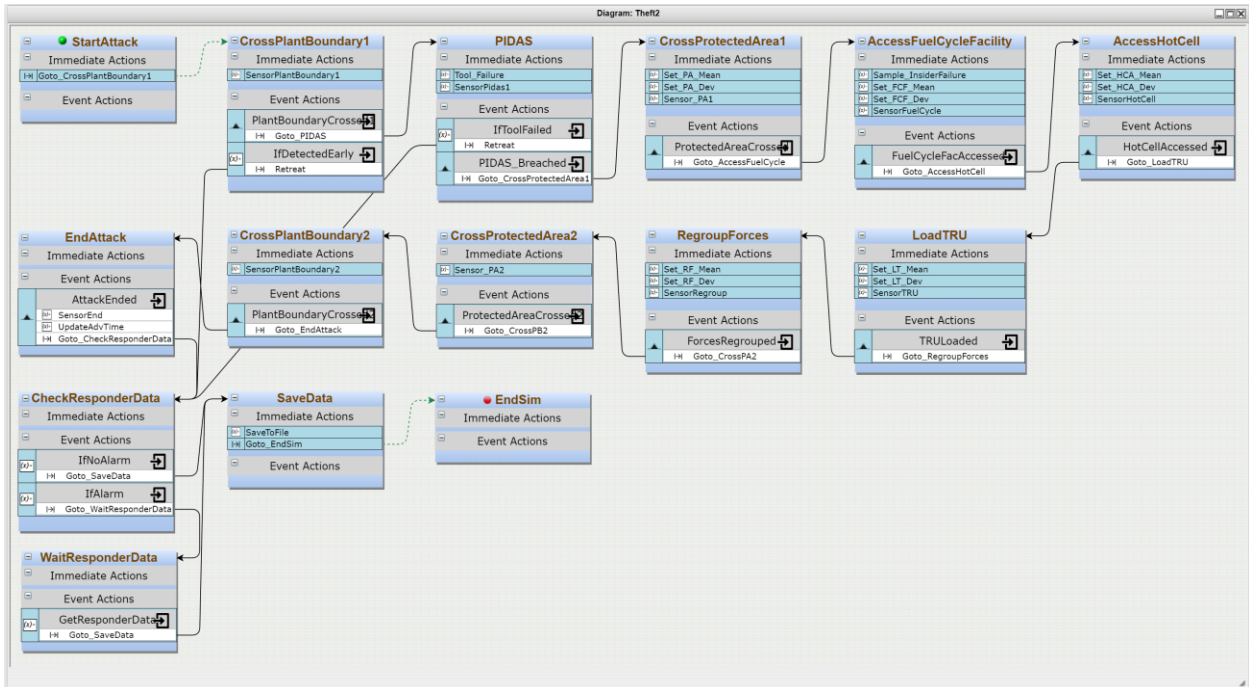 Diagram: Theft2
StartAttack
Immediate Actions
Goto_CrossPlantBoundary1
Event Actions
CrossPlantBoundary1
Immediate Actions
SensorPlantBoundary1
Event Actions
PlantBoundaryCrosse
Goto_PIDAS
IfDetectedEarly
Retreat
PIDAS
Immediate Actions
Tool_Failure
SensorPidas1
Event Actions
IfToolFailed
Retreat
PIDAS_Breached
Goto_CrossProtectedArea1
CrossProtectedArea1
Immediate Actions
Set_PA_Mean
Set_PA_Dev
Sensor_PA1
Event Actions
ProtectedAreaCrosse
Goto_AccessFuelCycle
AccessFuelCycleFacility
Immediate Actions
Sample_InsiderFailure
Set_FCF_Mean
Set_FCF_Dev
SensorFuelCycle
Event Actions
FuelCycleFacAccessed
Goto_AccessHotCell
AccessHotCell
Immediate Actions
Set_HCA_Mean
Set_HCA_Dev
SensorHotCell
Event Actions
HotCellAccessed
Goto_LoadTRU
EndAttack
Immediate Actions
Event Actions
AttackEnded
SensorEnd
UpdateAdvTime
Goto_CheckResponderData
CrossPlantBoundary2
Immediate Actions
SensorPlantBoundary2
Event Actions
PlantBoundaryCrosse
Goto_EndAttack
CrossProtectedArea2
Immediate Actions
Sensor_PA2
Event Actions
ProtectedAreaCrosse
Goto_CrossPB2
RegroupForces
Immediate Actions
Set_RF_Mean
Set_RF_Dev
SensorRegroup
Event Actions
ForcesRegrouped
Goto_CrossPA2
LoadTRU
Immediate Actions
Set_LT_Mean
Set_LT_Dev
SensorTRU
Event Actions
TRULoaded
Goto_RegroupForces
CheckResponderData
Immediate Actions
Event Actions
IfNoAlarm
Goto_SaveData
IfAlarm
Goto_WaitResponderData
SaveData
Immediate Actions
SaveToFile
Goto_EndSim
Event Actions
EndSim
Immediate Actions
Event Actions
WaitResponderData
Immediate Actions
Event Actions
GetResponderData
Goto_SaveData